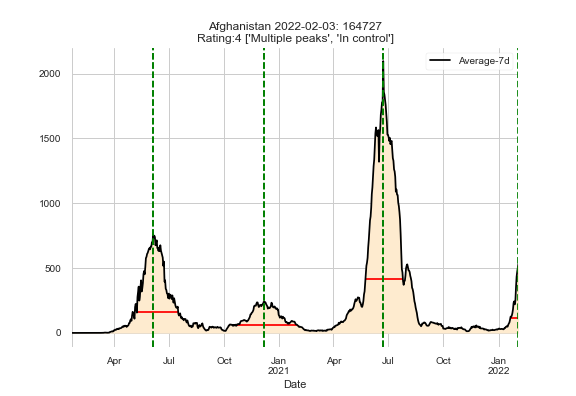 Afghanistan 2022-02-03: 164727
Rating:4 ['Multiple peaks', 'In control']
Average-7d
2000
1500
1000
500
0
Apr Jul Oct Jan Apr Jul Oct Jan
2021 2022
Date